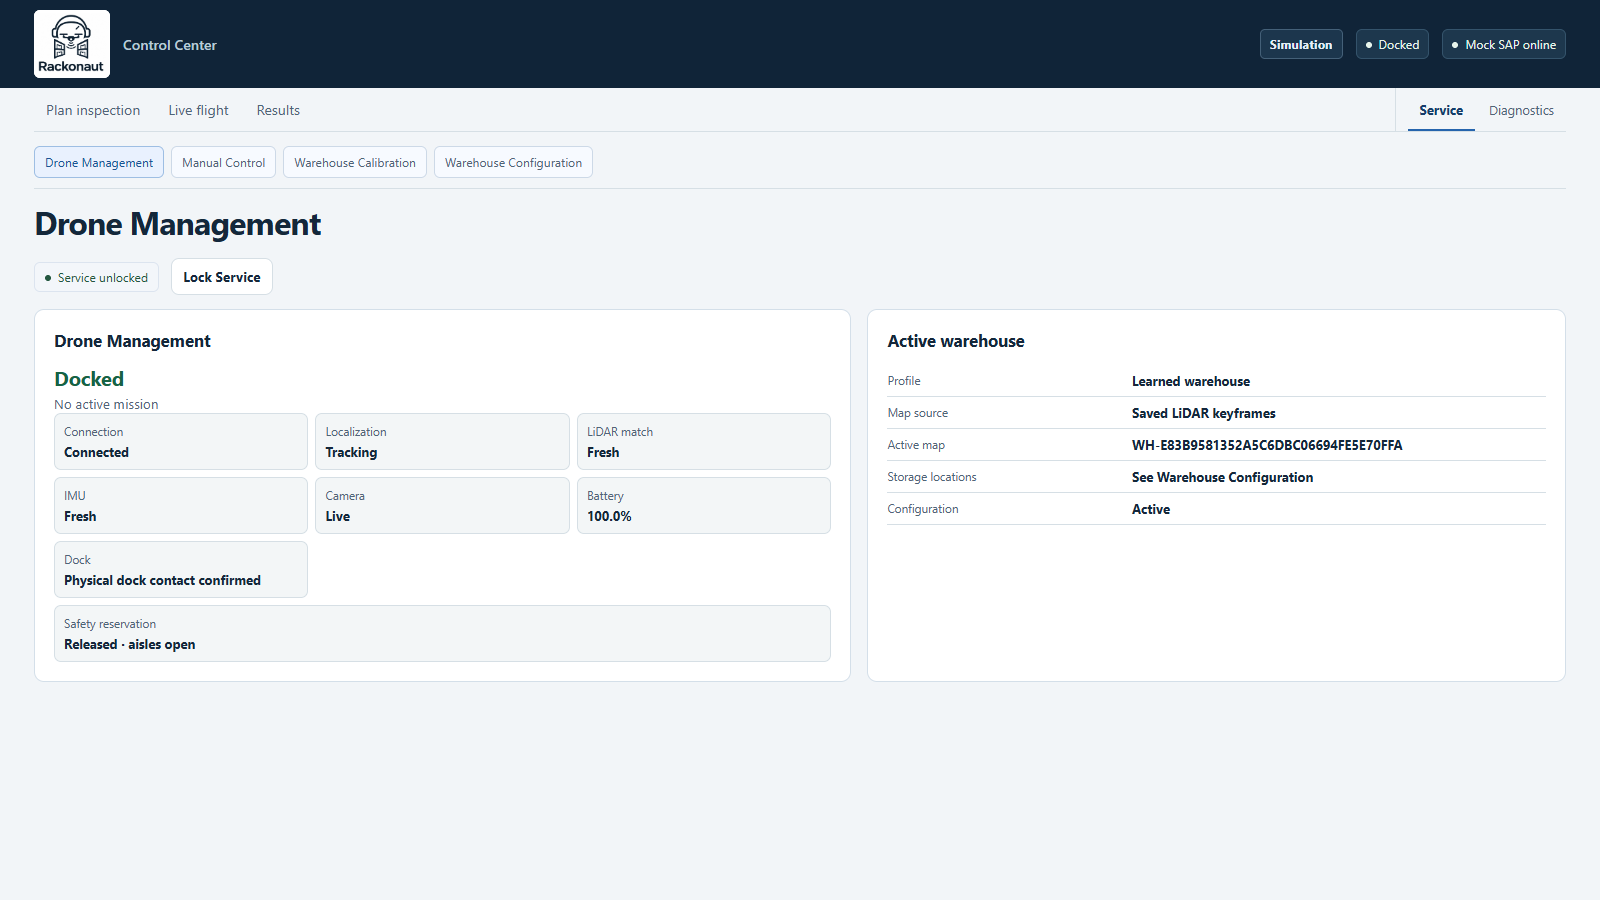 Rackonaut
Control Center
Simulation
Docked
Mock SAP online
Plan inspection
Live flight
Results
Service
Diagnostics
Drone Management
Manual Control
Warehouse Calibration
Warehouse Configuration
Drone Management
Service unlocked
Lock Service
Drone Management
Docked
No active mission
Connection
Connected
Localization
Tracking
LiDAR match
Fresh
IMU
Fresh
Camera
Live
Battery
100.0%
Dock
Physical dock contact confirmed
Safety reservation
Released · aisles open
Active warehouse
Profile Learned warehouse
Map source Saved LiDAR keyframes
Active map WH-E83B9581352A5C6DBC06694FE5E70FFA
Storage locations See Warehouse Configuration
Configuration Active